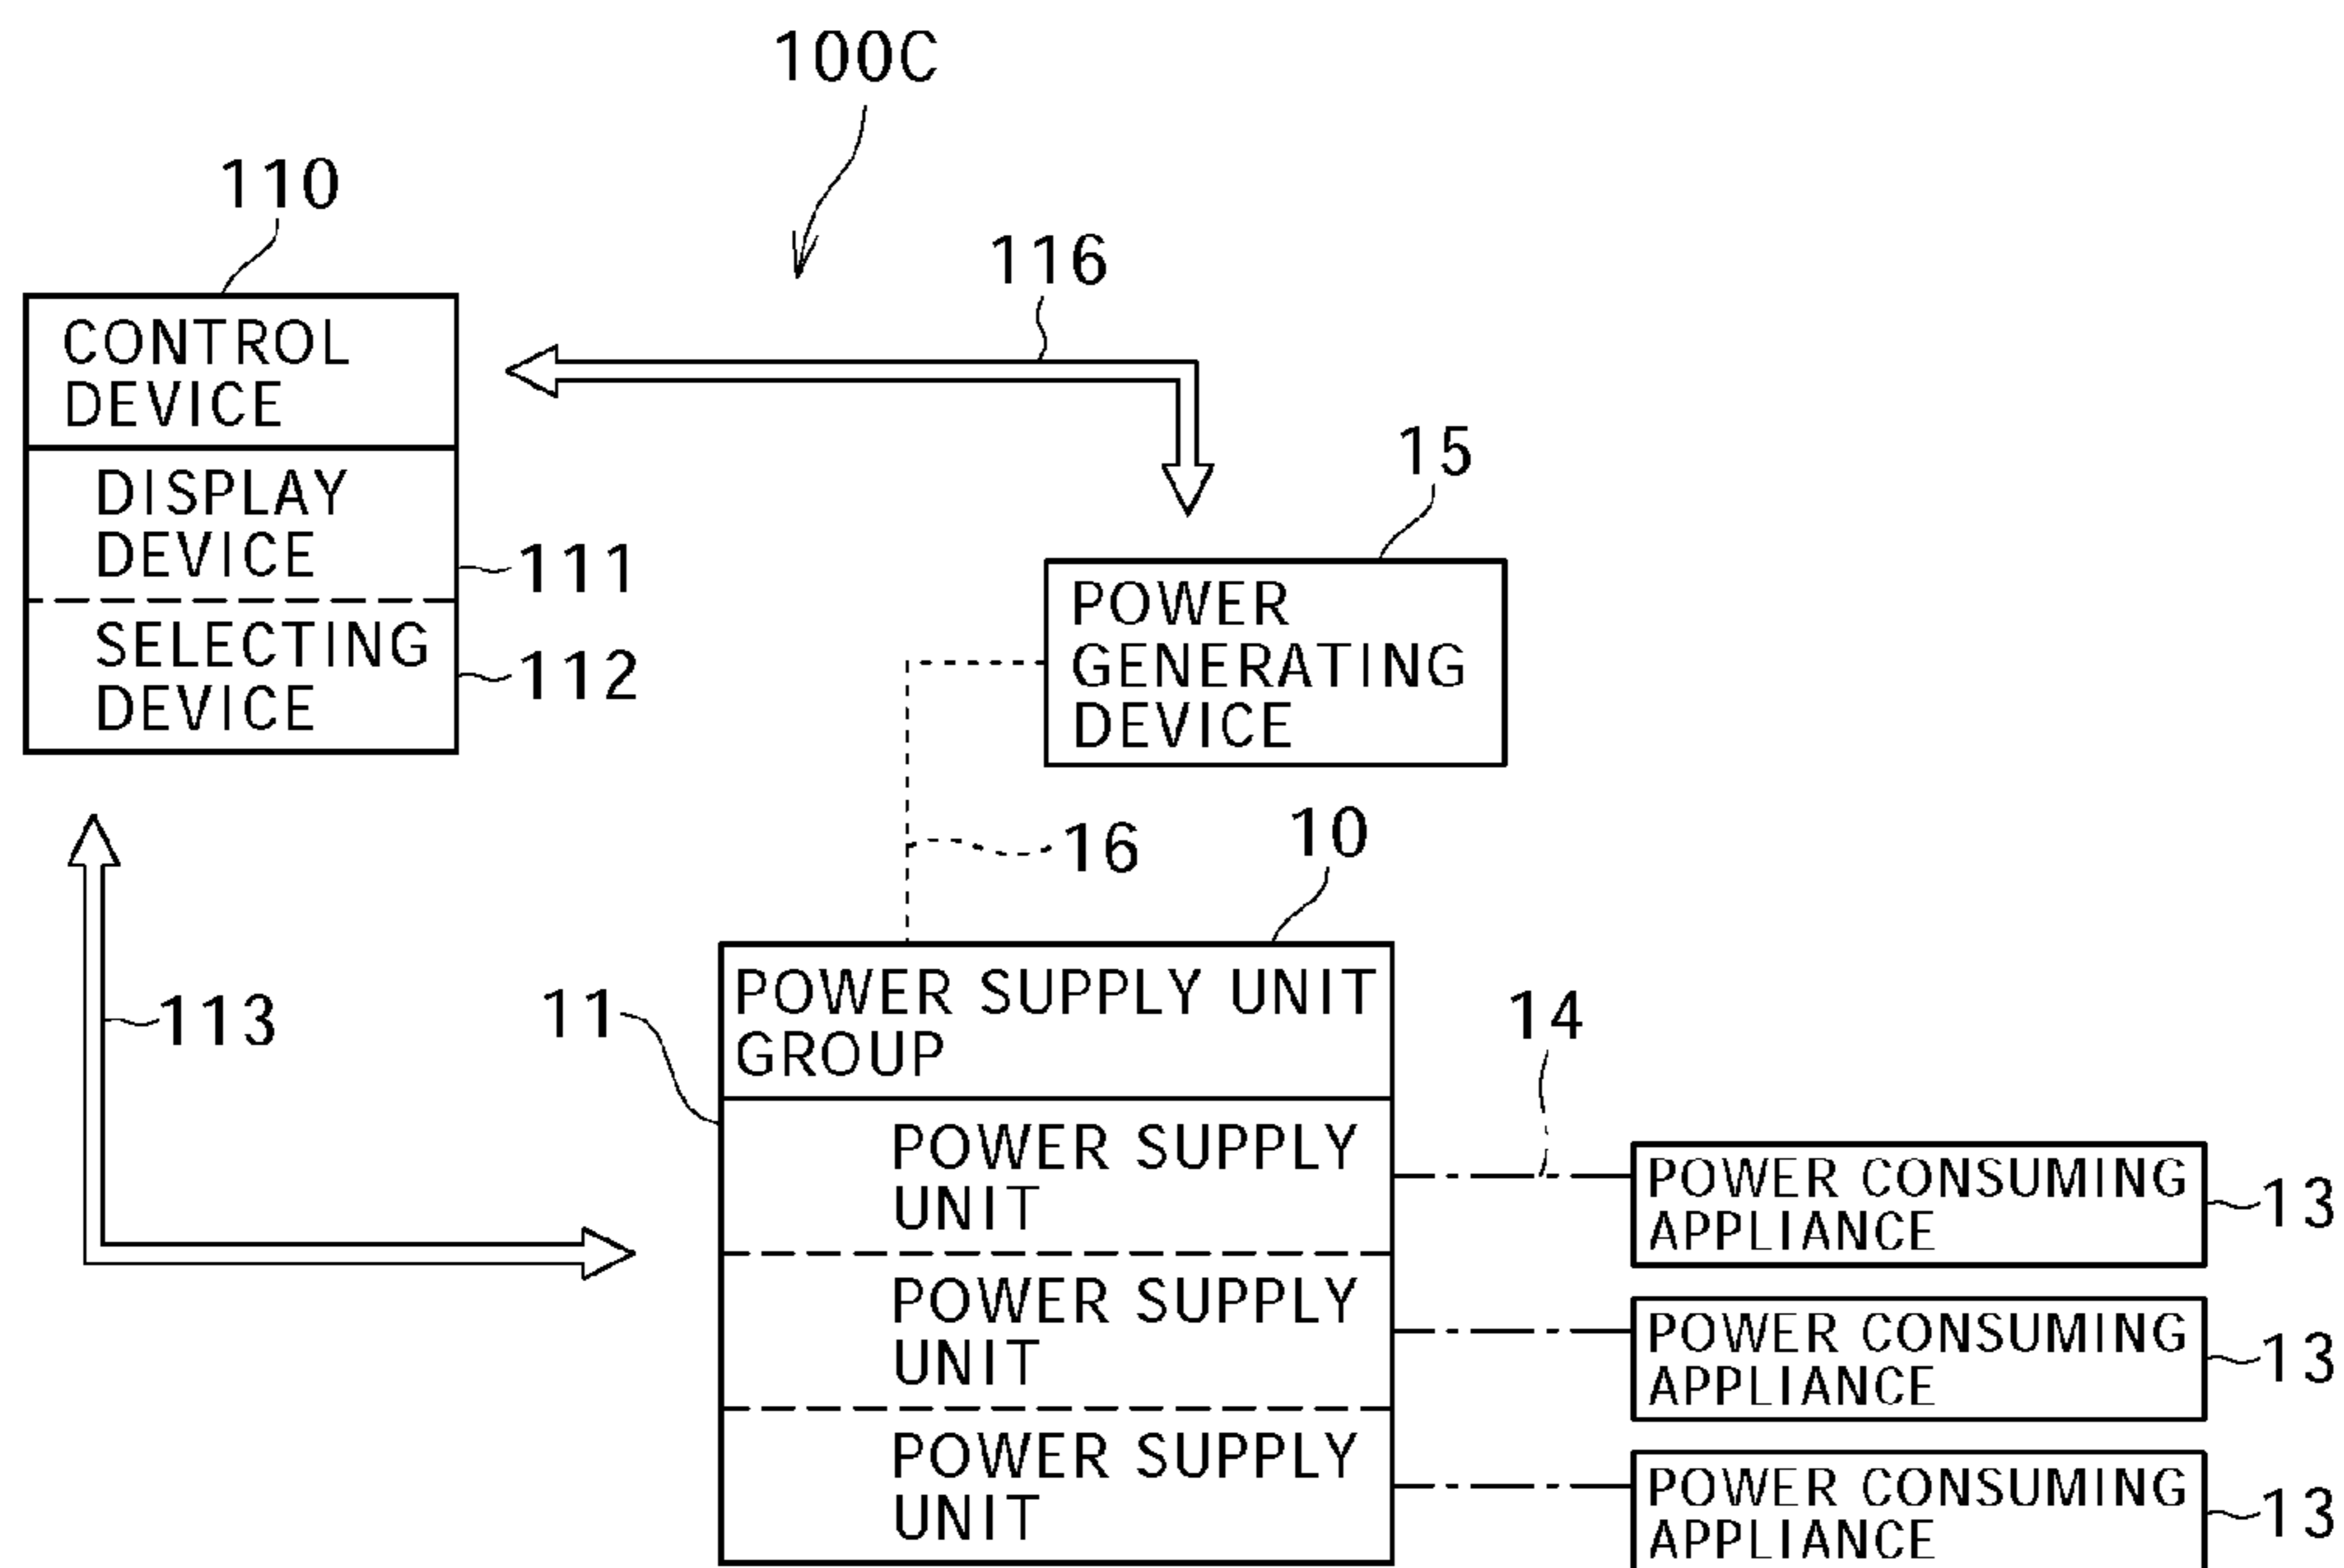 100C
110
CONTROL
DEVICE
DISPLAY
DEVICE
111
SELECTING
DEVICE
112
116
15
POWER
GENERATING
DEVICE
16
10
113
11
POWER SUPPLY UNIT
GROUP
POWER SUPPLY
UNIT
POWER SUPPLY
UNIT
POWER SUPPLY
UNIT
14
POWER CONSUMING
APPLIANCE
13
POWER CONSUMING
APPLIANCE
13
POWER CONSUMING
APPLIANCE
13